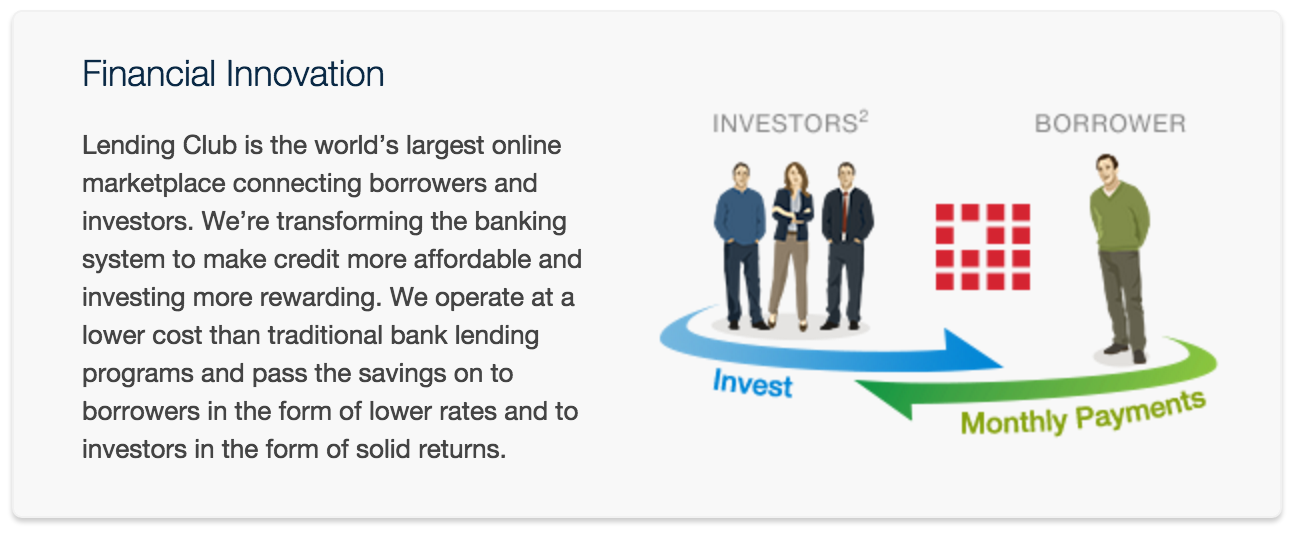 Financial Innovation
Lending Club is the world’s largest online
marketplace connecting borrowers and
investors. We’re transforming the banking
system to make credit more affordable and
investing more rewarding. We operate at a
lower cost than traditional bank lending
programs and pass the savings on to
borrowers in the form of lower rates and to
investors in the form of solid returns.
INVESTORS²
BORROWER
Invest
Monthly Payments